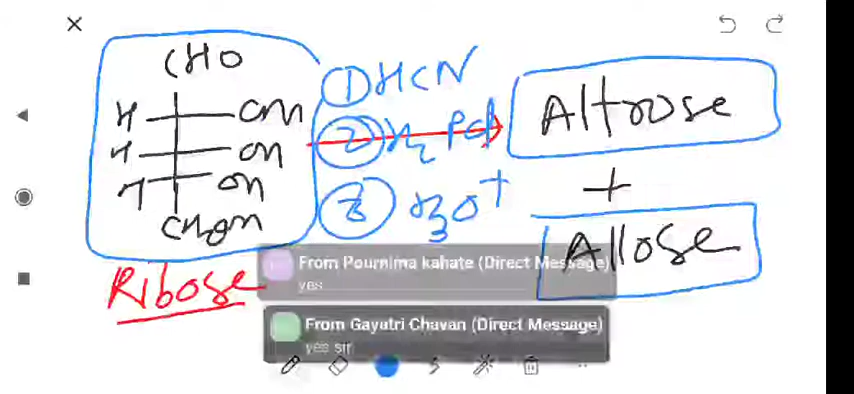 CHO
H OH
H OH
H OH
CH2OH
Ribose
① HCN
② H2 Pd
③ H3O+
Altrose
+
Allose
From Pournima kahate (Direct Message)
yes
From Gayatri Chavan (Direct Message)
yes sir